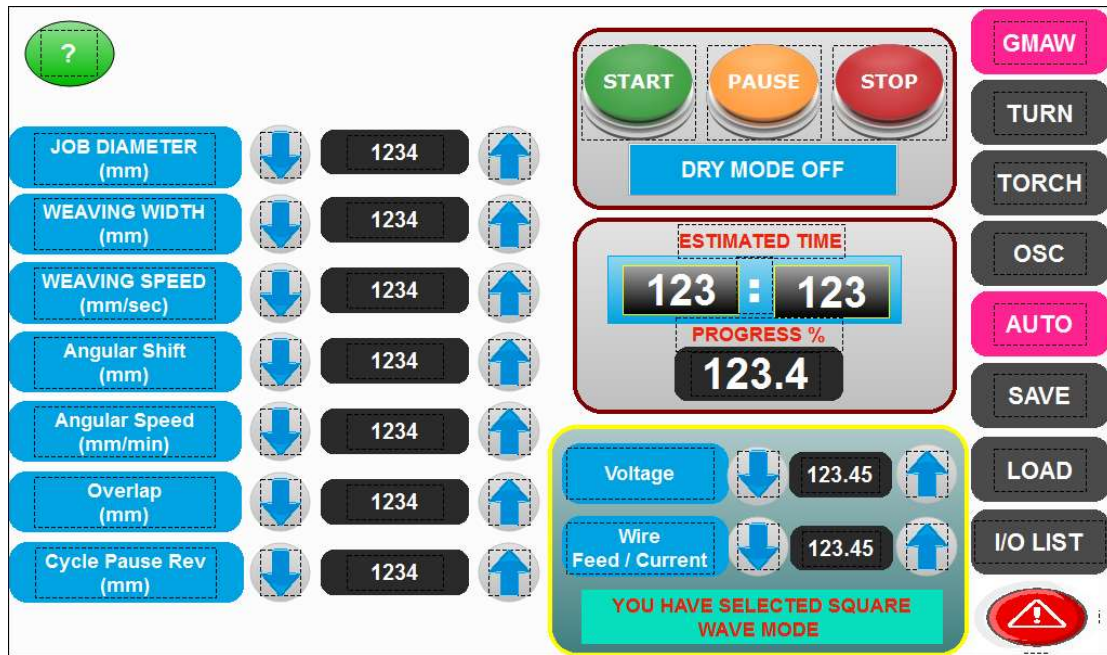 ?
JOB DIAMETER
(mm)
1234
WEAVING WIDTH
(mm)
1234
WEAVING SPEED
(mm/sec)
1234
Angular Shift
(mm)
1234
Angular Speed
(mm/min)
1234
Overlap
(mm)
1234
Cycle Pause Rev
(mm)
1234
START
PAUSE
STOP
DRY MODE OFF
ESTIMATED TIME
123 : 123
PROGRESS %
123.4
Voltage
123.45
Wire
Feed / Current
123.45
YOU HAVE SELECTED SQUARE
WAVE MODE
GMAW
TURN
TORCH
OSC
AUTO
SAVE
LOAD
I/O LIST